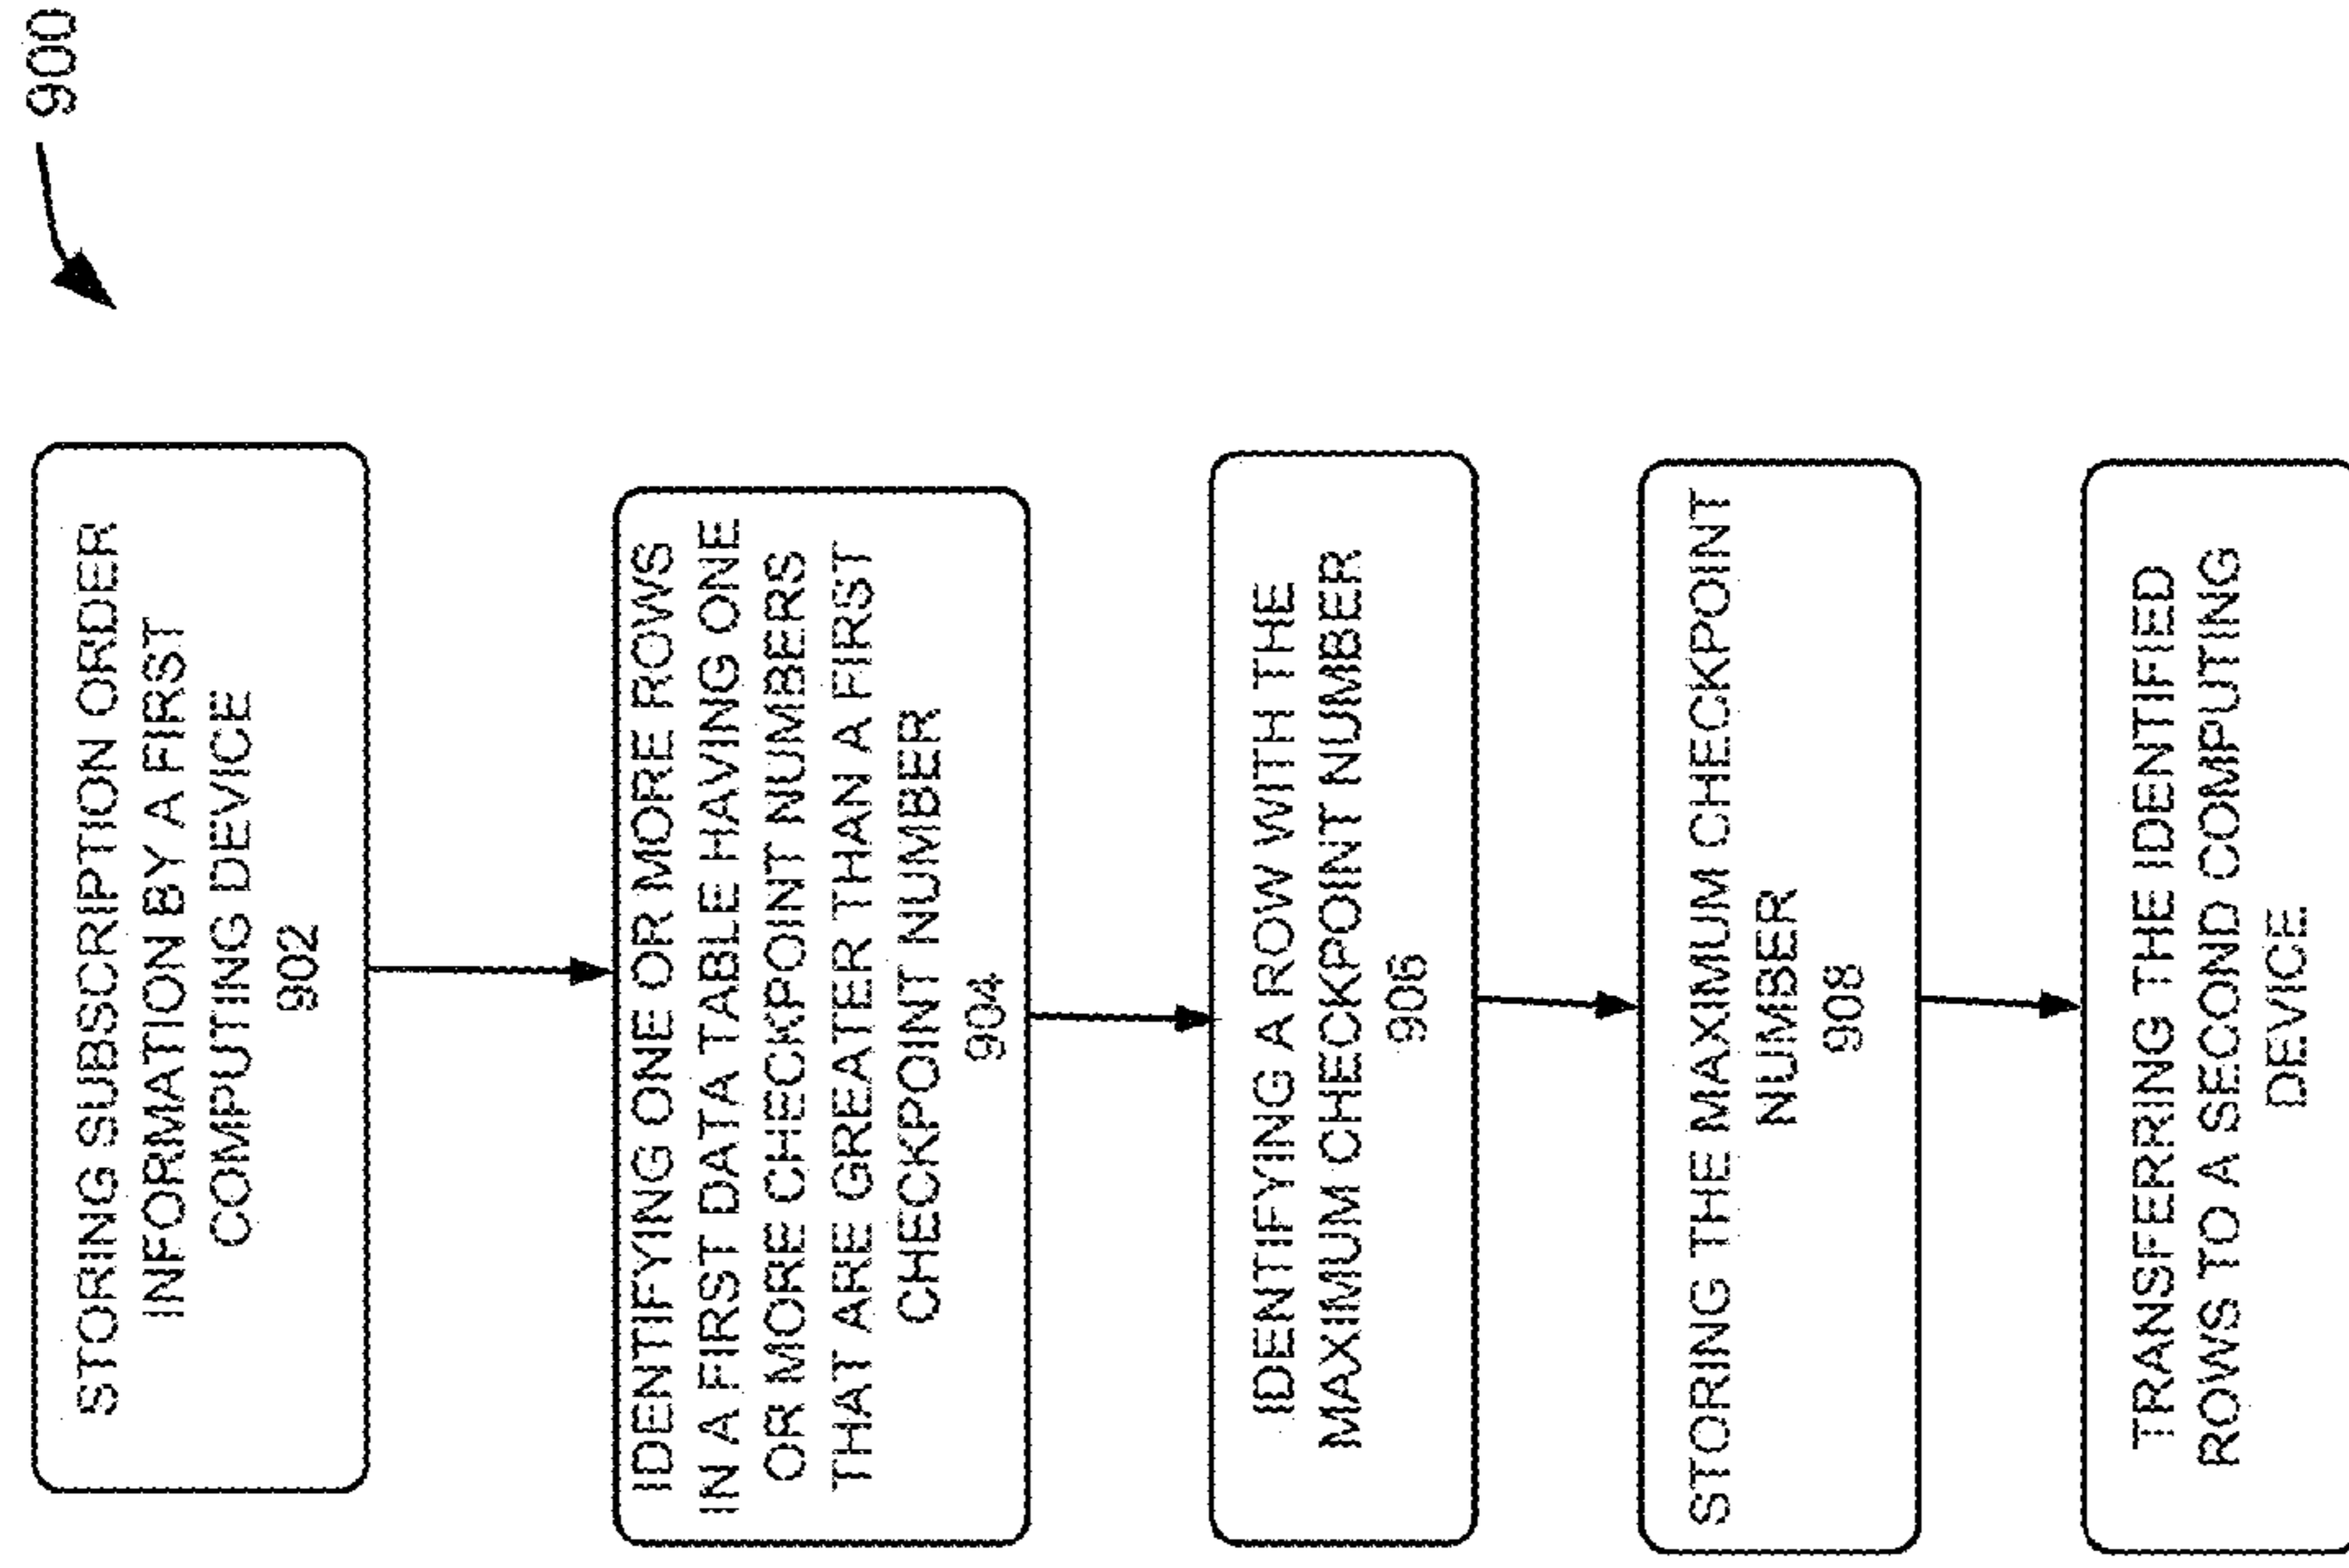 900
STORING SUBSCRIPTION ORDER
INFORMATION BY A FIRST
COMPUTING DEVICE
902
IDENTIFYING ONE OR MORE ROWS
IN A FIRST DATA TABLE HAVING ONE
OR MORE CHECKPOINT NUMBERS
THAT ARE GREATER THAN A FIRST
CHECKPOINT NUMBER
904
IDENTIFYING A ROW WITH THE
MAXIMUM CHECKPOINT NUMBER
906
STORING THE MAXIMUM CHECKPOINT
NUMBER
908
TRANSFERRING THE IDENTIFIED
ROWS TO A SECOND COMPUTING
DEVICE